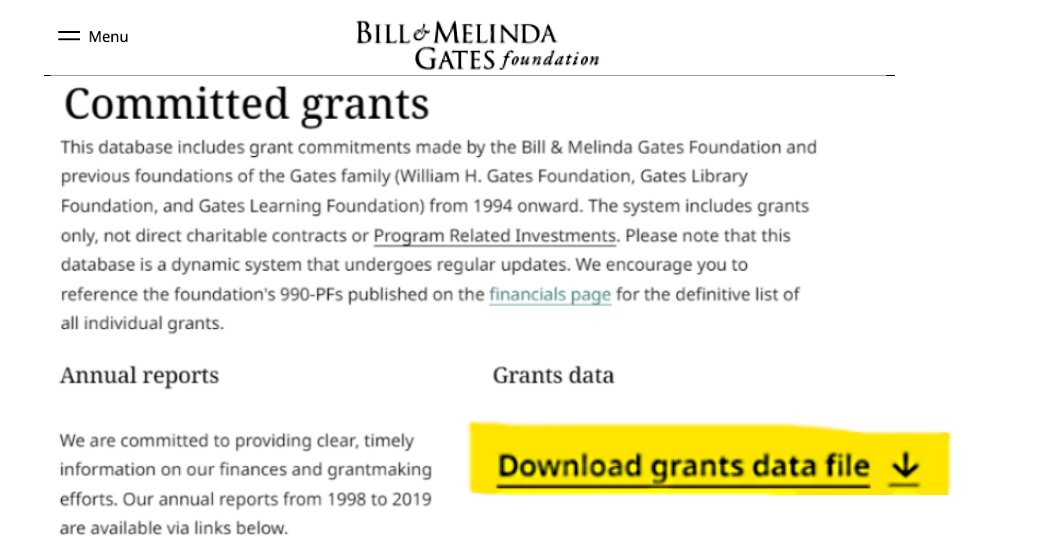 Menu
BILL & MELINDA
GATES foundation
Committed grants
This database includes grant commitments made by the Bill & Melinda Gates Foundation and
previous foundations of the Gates family (William H. Gates Foundation, Gates Library
Foundation, and Gates Learning Foundation) from 1994 onward. The system includes grants
only, not direct charitable contracts or Program Related Investments. Please note that this
database is a dynamic system that undergoes regular updates. We encourage you to
reference the foundation's 990-PFs published on the financials page for the definitive list of
all individual grants.
Annual reports
We are committed to providing clear, timely
information on our finances and grantmaking
efforts. Our annual reports from 1998 to 2019
are available via links below.
Grants data
Download grants data file